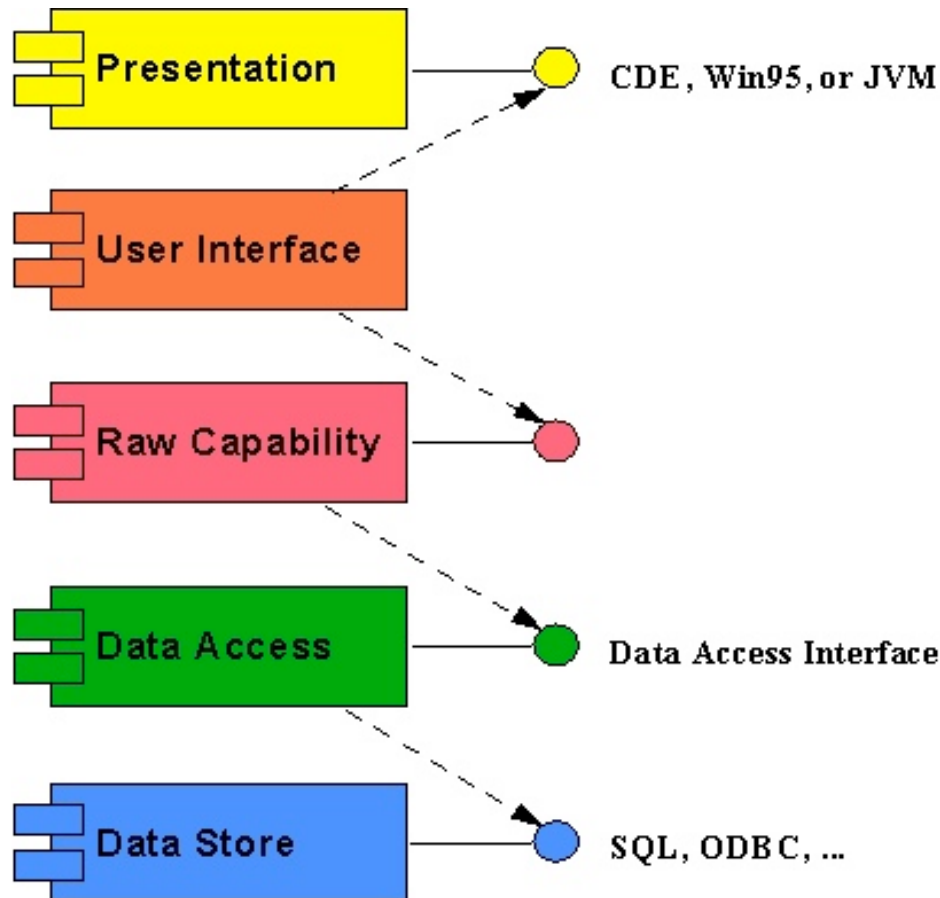 Presentation
CDE, Win95, or JVM
User Interface
Raw Capability
Data Access
Data Access Interface
Data Store
SQL, ODBC, ...